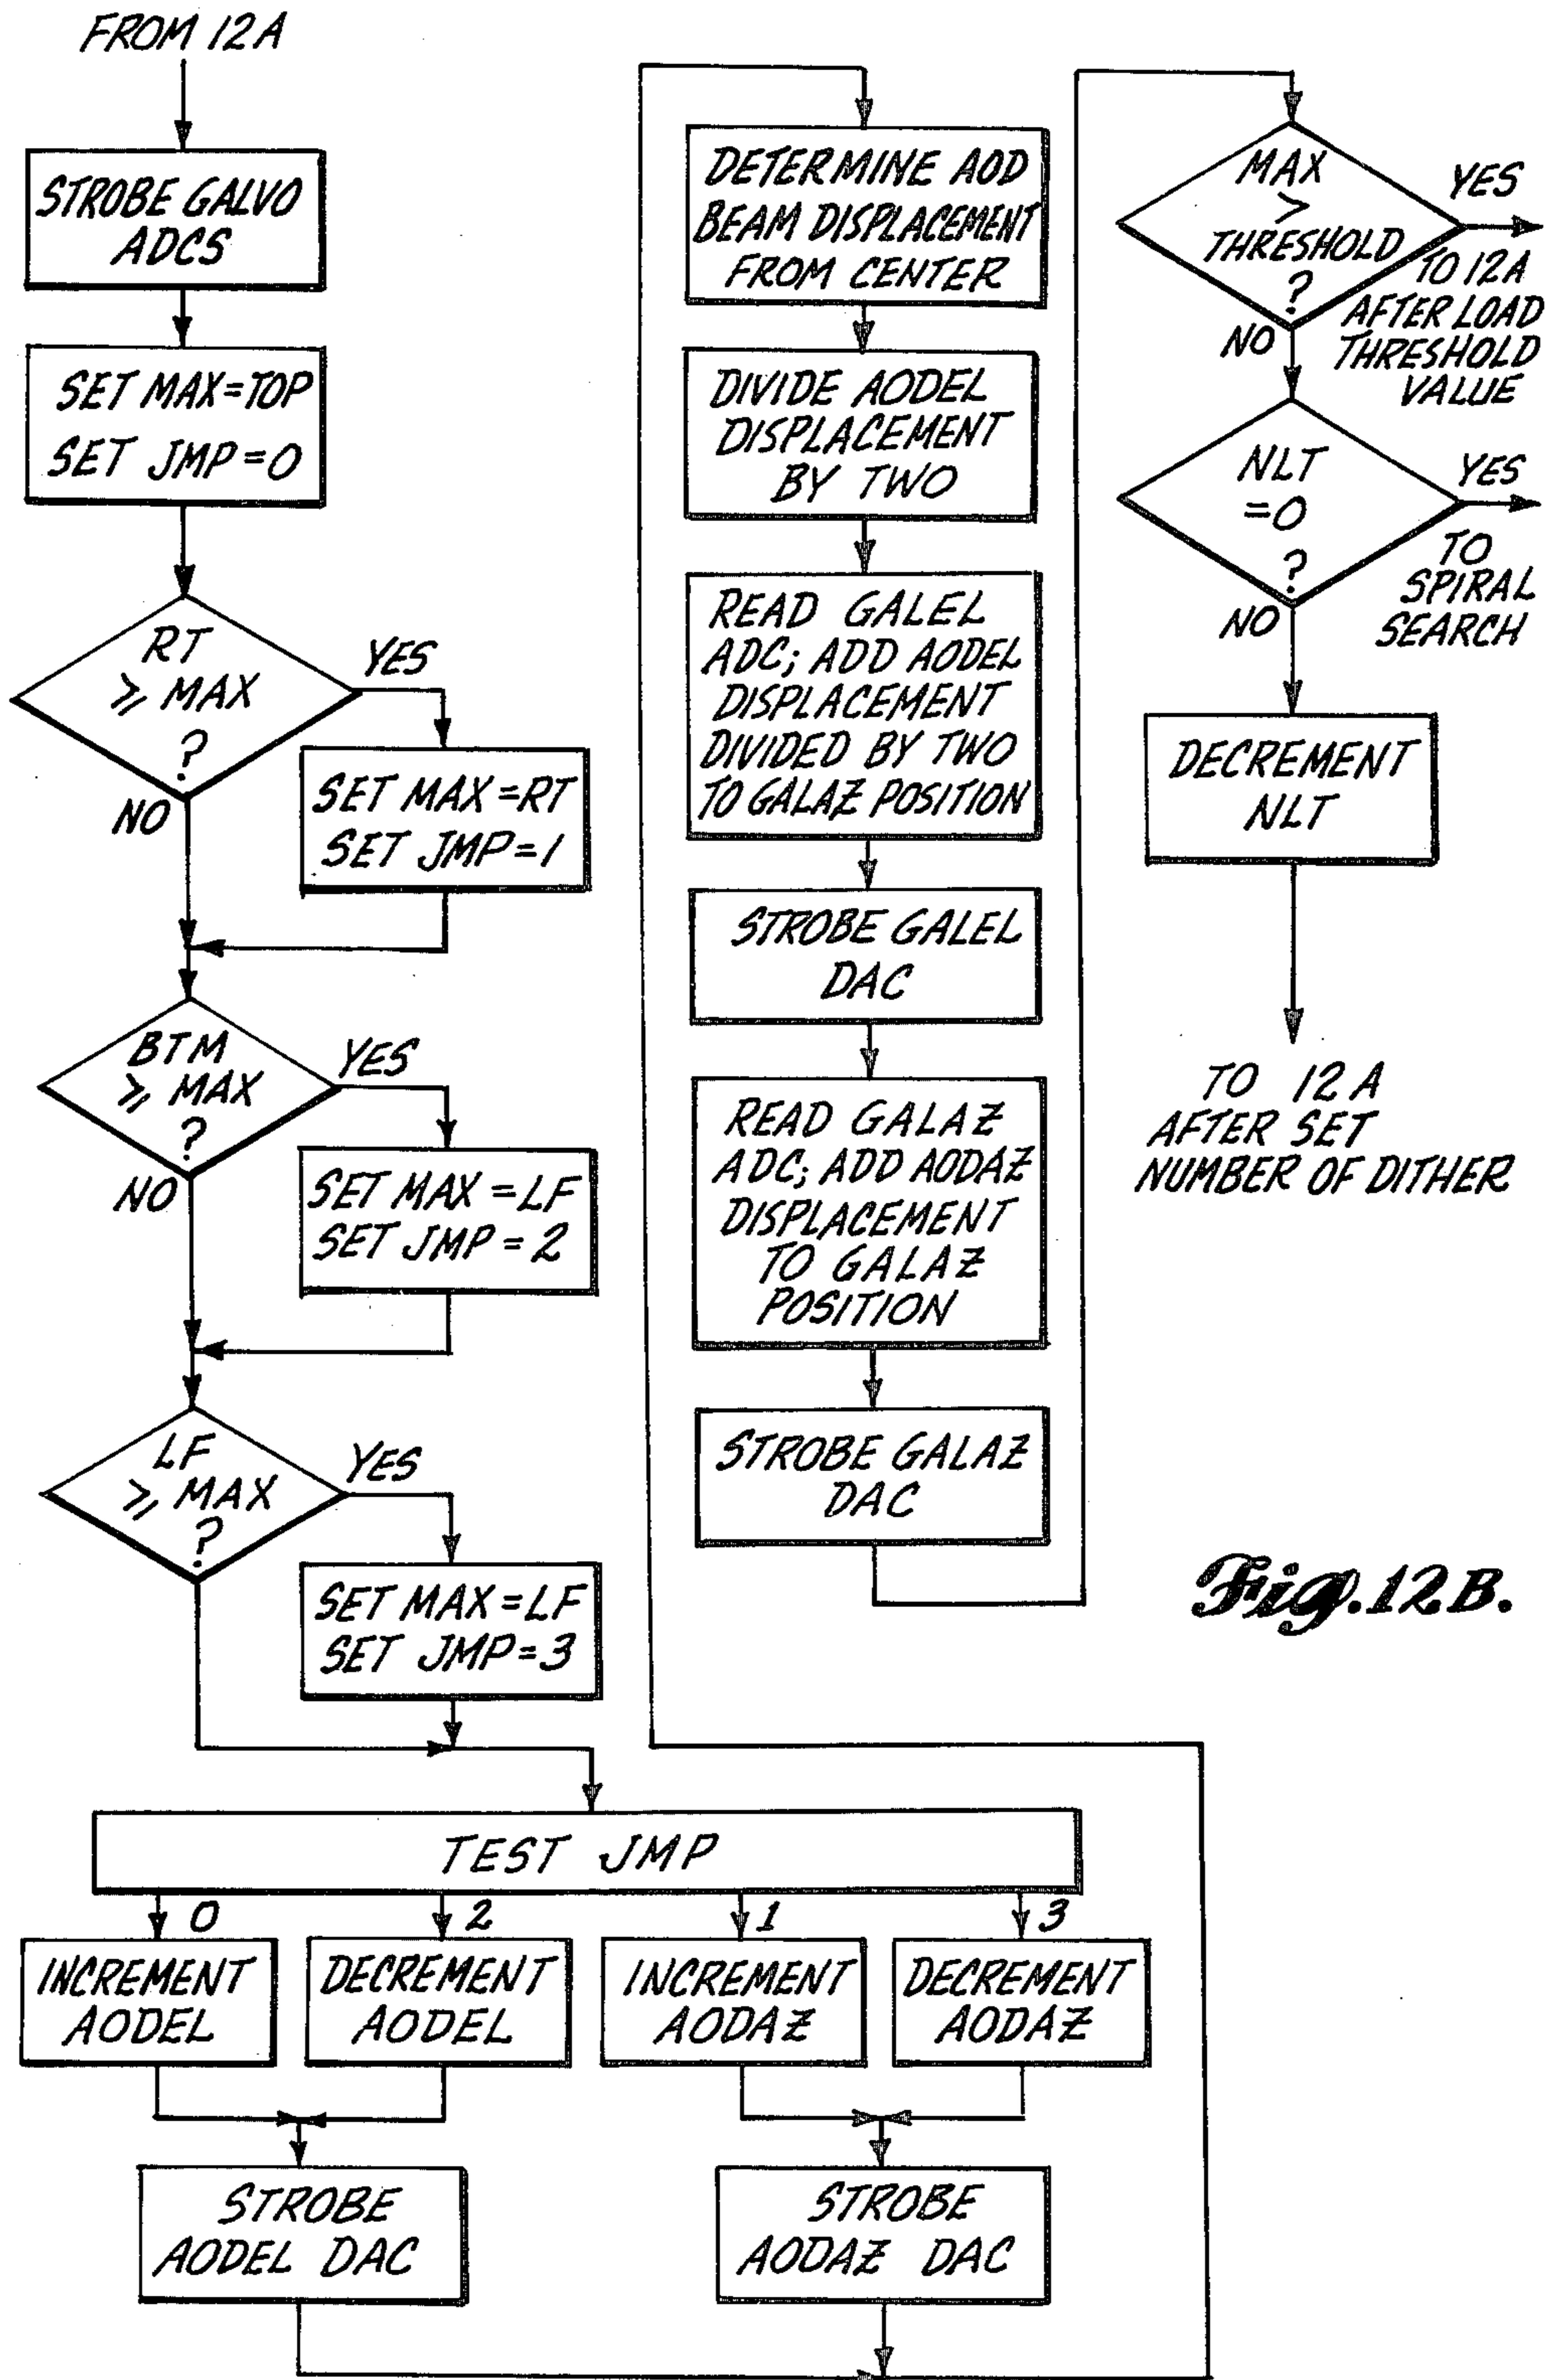 FROM 12A
STROBE GALVO
ADCS
SET MAX=TOP
SET JMP=0
RT
≥ MAX
?
YES
NO
SET MAX=RT
SET JMP=1
BTM
≥ MAX
?
YES
NO
SET MAX=LF
SET JMP=2
LF
≥ MAX
?
YES
SET MAX=LF
SET JMP=3
TEST JMP
0
2
1
3
INCREMENT
AODEL
DECREMENT
AODEL
INCREMENT
AODAZ
DECREMENT
AODAZ
STROBE
AODEL DAC
STROBE
AODAZ DAC
DETERMINE AOD
BEAM DISPLACEMENT
FROM CENTER
DIVIDE AODEL
DISPLACEMENT
BY TWO
READ GALEL
ADC; ADD AODEL
DISPLACEMENT
DIVIDED BY TWO
TO GALAZ POSITION
STROBE GALEL
DAC
READ GALAZ
ADC; ADD AODAZ
DISPLACEMENT
TO GALAZ
POSITION
STROBE GALAZ
DAC
MAX
>
THRESHOLD
?
YES
TO 12A
AFTER LOAD
THRESHOLD
VALUE
NO
NLT
=0
?
YES
TO
SPIRAL
SEARCH
NO
DECREMENT
NLT
TO 12A
AFTER SET
NUMBER OF DITHER
Fig. 12B.